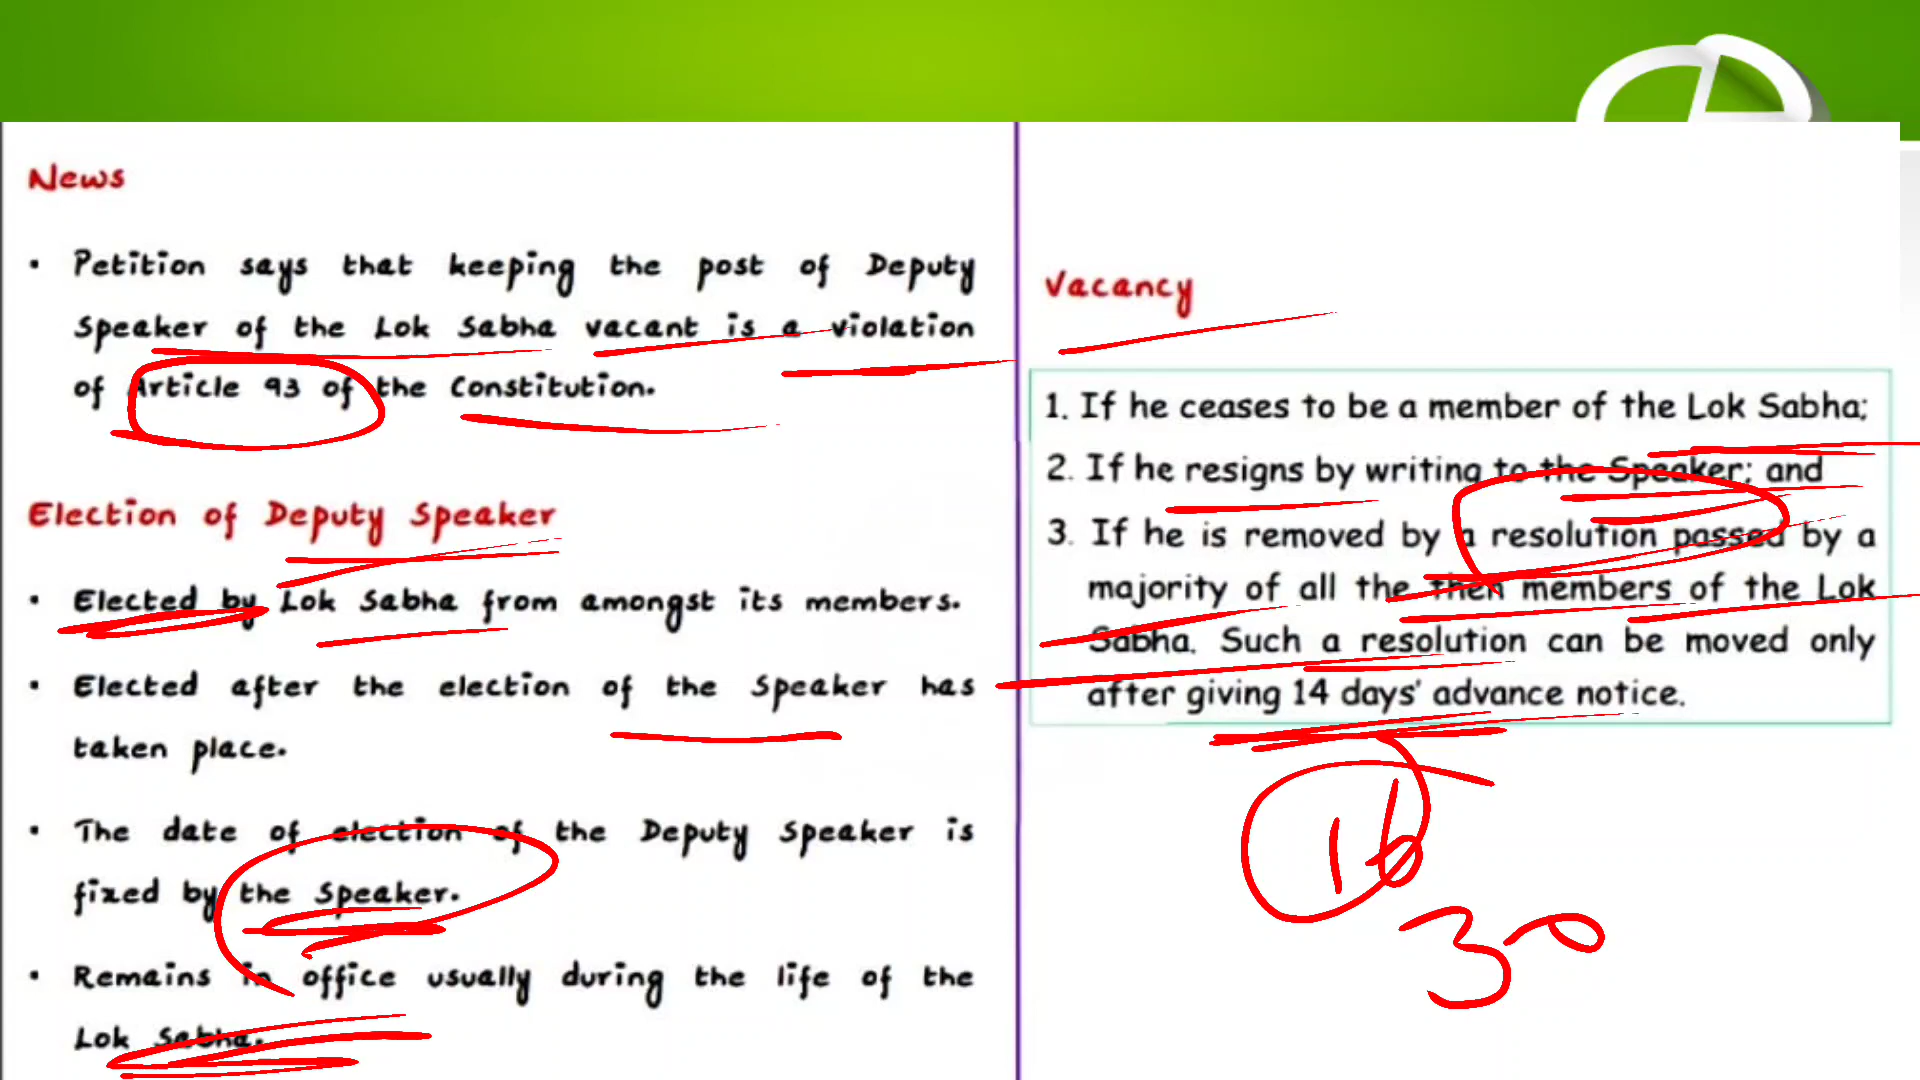 News
• Petition says that keeping the post of Deputy
Speaker of the Lok Sabha vacant is a violation
of Article 93 of the Constitution.
Election of Deputy Speaker
• Elected by Lok Sabha from amongst its members.
• Elected after the election of the Speaker has
taken place.
• The date of election of the Deputy Speaker is
fixed by the Speaker.
• Remains in office usually during the life of the
Lok Sabha.
Vacancy
1. If he ceases to be a member of the Lok Sabha;
2. If he resigns by writing to the Speaker; and
3. If he is removed by a resolution passed by a
majority of all the then members of the Lok
Sabha. Such a resolution can be moved only
after giving 14 days' advance notice.
16
30